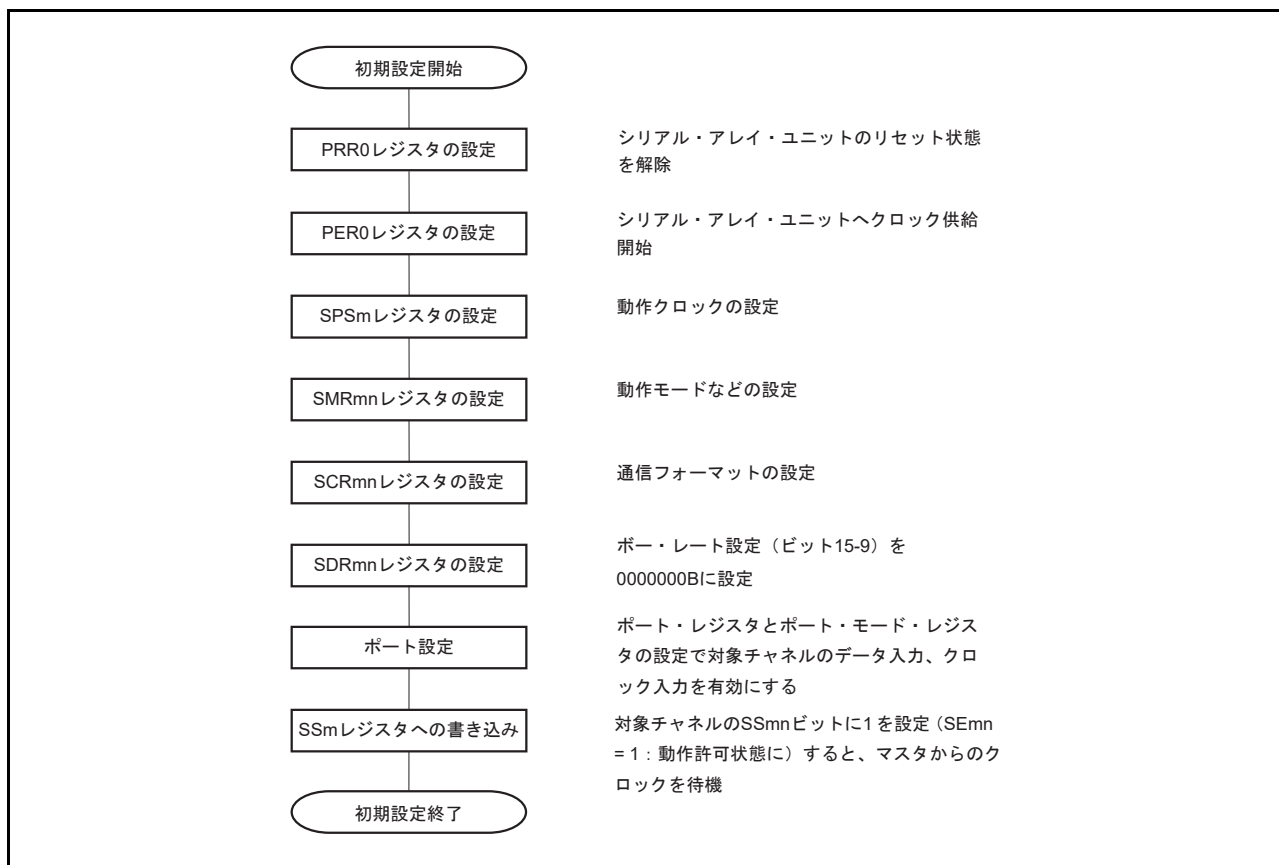 初期設定開始
PRR0レジスタの設定
シリアル・アレイ・ユニットのリセット状態
を解除
PER0レジスタの設定
シリアル・アレイ・ユニットへクロック供給
開始
SPSmレジスタの設定
動作クロックの設定
SMRmnレジスタの設定
動作モードなどの設定
SCRmnレジスタの設定
通信フォーマットの設定
SDRmnレジスタの設定
ボー・レート設定（ビット15-9）を
0000000Bに設定
ポート設定
ポート・レジスタとポート・モード・レジス
タの設定で対象チャネルのデータ入力、クロ
ック入力を有効にする
SSmレジスタへの書き込み
対象チャネルのSSmnビットに1 を設定（SEmn
= 1：動作許可状態に）すると、マスタからのク
ロックを待機
初期設定終了